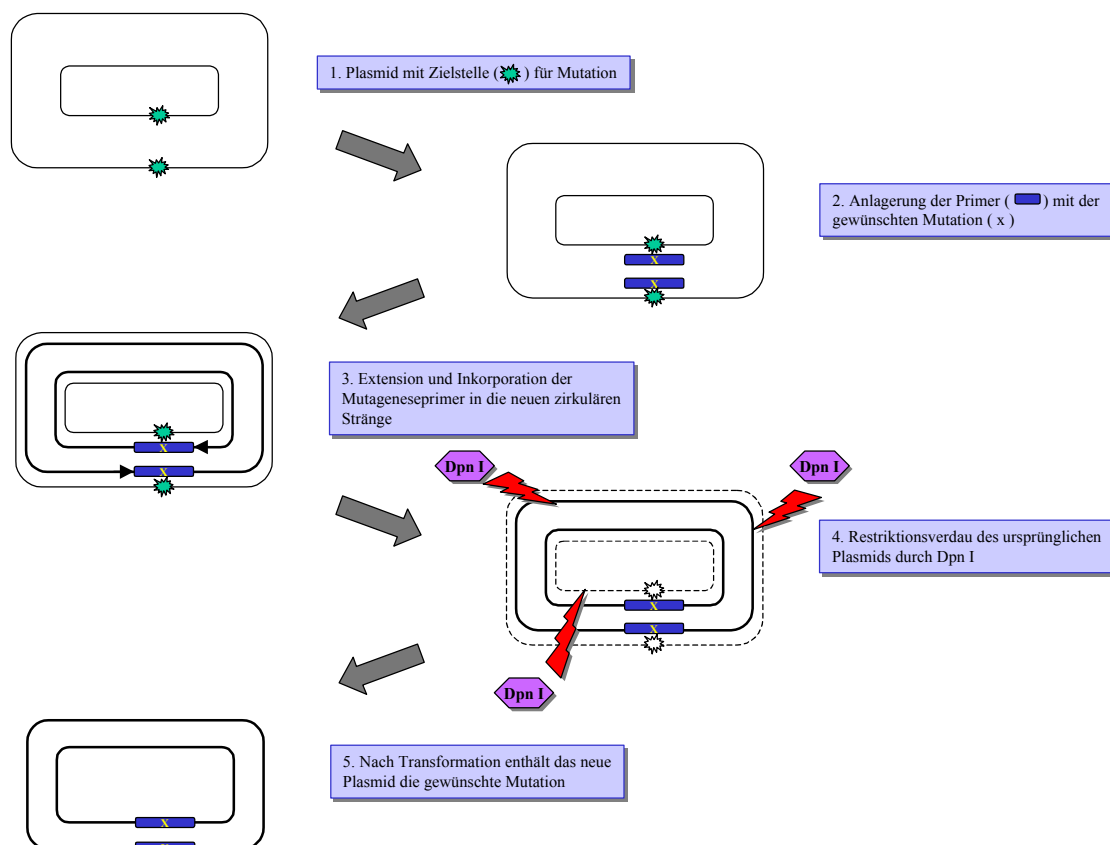 1. Plasmid mit Zielstelle ( ) für Mutation
2. Anlagerung der Primer ( ) mit der
gewünschten Mutation ( x )
X
X
3. Extension und Inkorporation der
Mutageneseprimer in die neuen zirkulären
Stränge
X
X
Dpn I
Dpn I
4. Restriktionsverdau des ursprünglichen
Plasmids durch Dpn I
X
X
Dpn I
5. Nach Transformation enthält das neue
Plasmid die gewünschte Mutation
X
X